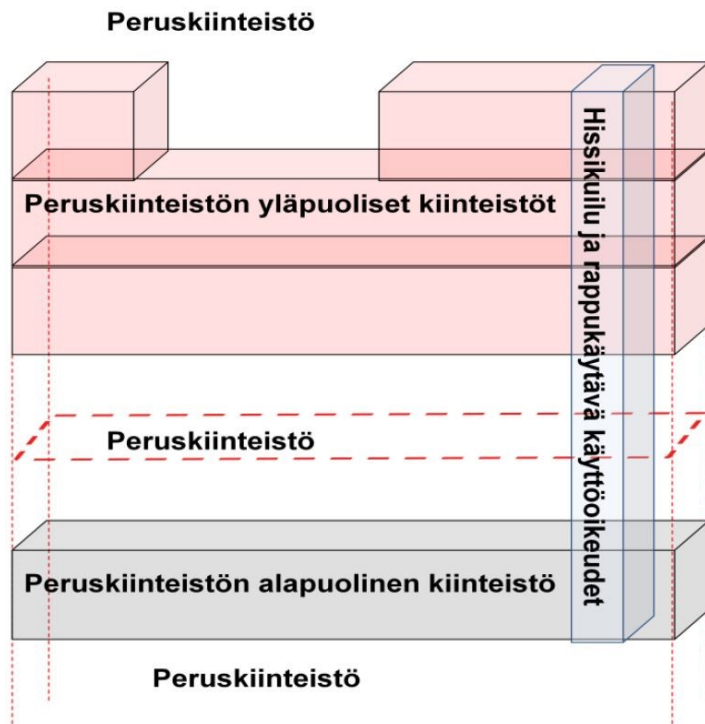 Peruskiinteistö
Peruskiinteistön yläpuoliset kiinteistöt
Hissikuilu ja rappukäytävä käyttöoikeudet
Peruskiinteistö
Peruskiinteistön alapuolinen kiinteistö
Peruskiinteistö